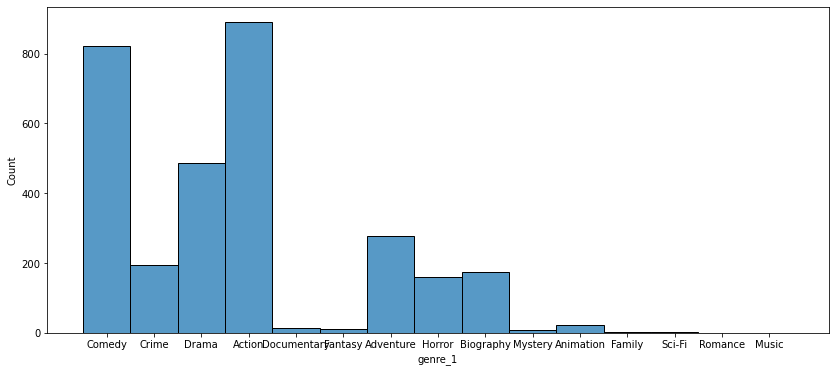 Count
800
600
400
200
0
Comedy Crime Drama Action Documentary Fantasy Adventure Horror Biography Mystery Animation Family Sci-Fi Romance Music
genre_1